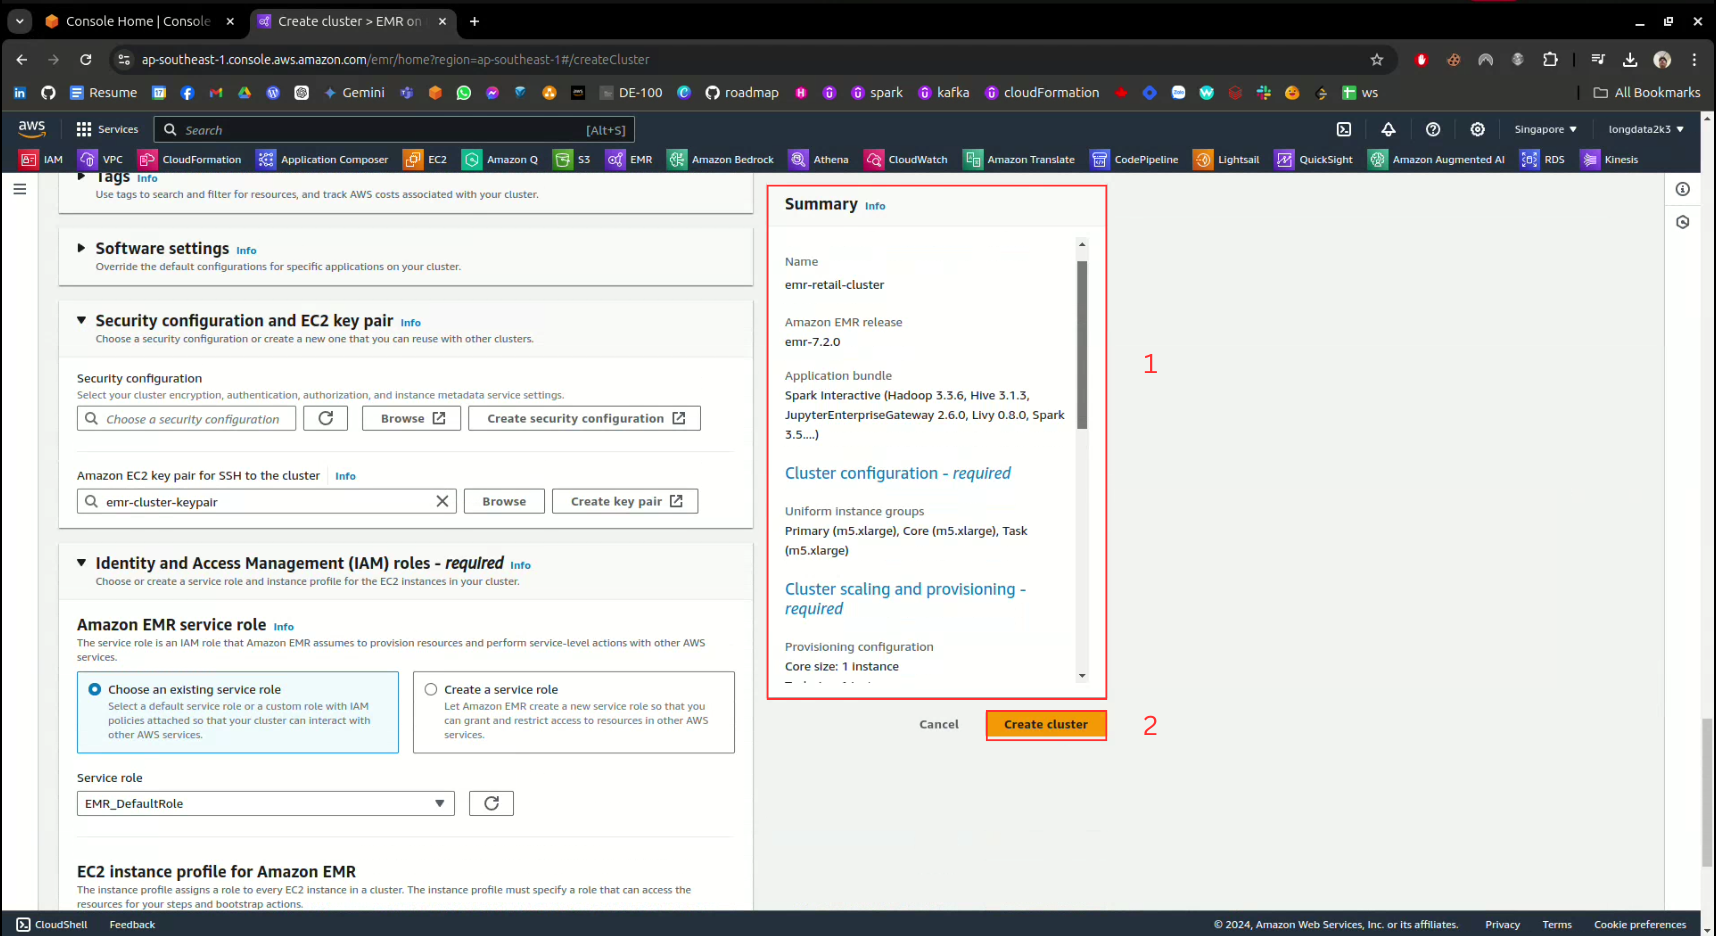 Console Home | Console
Create cluster > EMR on
ap-southeast-1.console.aws.amazon.com/emr/home?region=ap-southeast-1#/createCluster
Resume
Gemini
DE-100
roadmap
spark
kafka
cloudFormation
ws
All Bookmarks
aws
Services
Search
[Alt+S]
Singapore
longdata2k3
IAM
VPC
CloudFormation
Application Composer
EC2
Amazon Q
S3
EMR
Amazon Bedrock
Athena
CloudWatch
Amazon Translate
CodePipeline
Lightsail
QuickSight
Amazon Augmented AI
RDS
Kinesis
Tags Info
Use tags to search and filter for resources, and track AWS costs associated with your cluster.
Software settings Info
Override the default configurations for specific applications on your cluster.
Security configuration and EC2 key pair Info
Choose a security configuration or create a new one that you can reuse with other clusters.
Security configuration
Select your cluster encryption, authentication, authorization, and instance metadata service settings.
Choose a security configuration
Browse
Create security configuration
Amazon EC2 key pair for SSH to the cluster Info
emr-cluster-keypair
Browse
Create key pair
Identity and Access Management (IAM) roles - required Info
Choose or create a service role and instance profile for the EC2 instances in your cluster.
Amazon EMR service role Info
The service role is an IAM role that Amazon EMR assumes to provision resources and perform service-level actions with other AWS
services.
Choose an existing service role
Select a default service role or a custom role with IAM
policies attached so that your cluster can interact with
other AWS services.
Create a service role
Let Amazon EMR create a new service role so that you
can grant and restrict access to resources in other AWS
services.
Service role
EMR_DefaultRole
EC2 instance profile for Amazon EMR
The instance profile assigns a role to every EC2 instance in a cluster. The instance profile must specify a role that can access the
resources for your steps and bootstrap actions.
Summary Info
Name
emr-retail-cluster
Amazon EMR release
emr-7.2.0
Application bundle
Spark Interactive (Hadoop 3.3.6, Hive 3.1.3,
JupyterEnterpriseGateway 2.6.0, Livy 0.8.0, Spark
3.5....)
Cluster configuration - required
Uniform instance groups
Primary (m5.xlarge), Core (m5.xlarge), Task
(m5.xlarge)
Cluster scaling and provisioning -
required
Provisioning configuration
Core size: 1 instance
1
Cancel
Create cluster
2
CloudShell
Feedback
© 2024, Amazon Web Services, Inc. or its affiliates.
Privacy
Terms
Cookie preferences